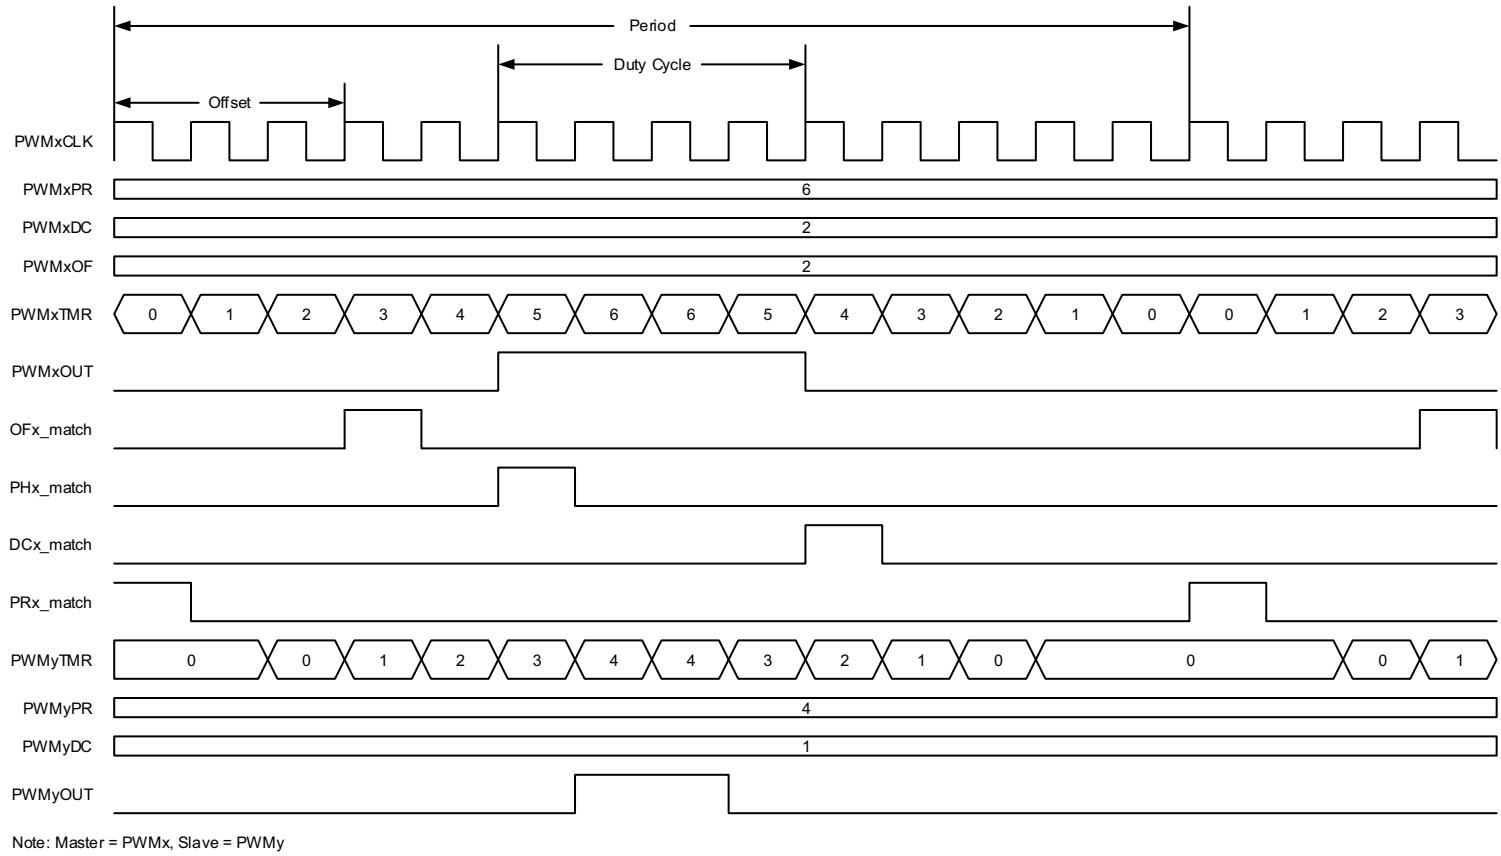 Period
Duty Cycle
Offset
PWMxCLK
PWMxPR 6
PWMxDC 2
PWMxOF 2
PWMxTMR 0 1 2 3 4 5 6 6 5 4 3 2 1 0 0 1 2 3
PWMxOUT
OFx_match
PHx_match
DCx_match
PRx_match
PWMyTMR 0 0 1 2 3 4 4 3 2 1 0 0 0 1
PWMyPR 4
PWMyDC 1
PWMyOUT
Note: Master = PWMx, Slave = PWMy